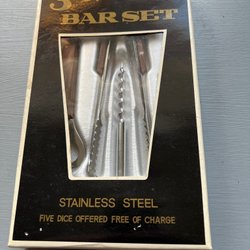 BAR SET
STAINLESS STEEL
FIVE DICE OFFERED FREE OF CHARGE